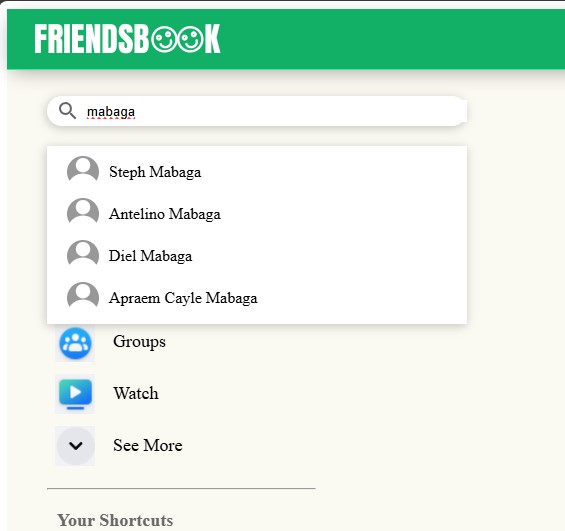 FRIENDSBOOK
mabaga
Steph Mabaga
Antelino Mabaga
Diel Mabaga
Apraem Cayle Mabaga
Groups
Watch
See More
Your Shortcuts